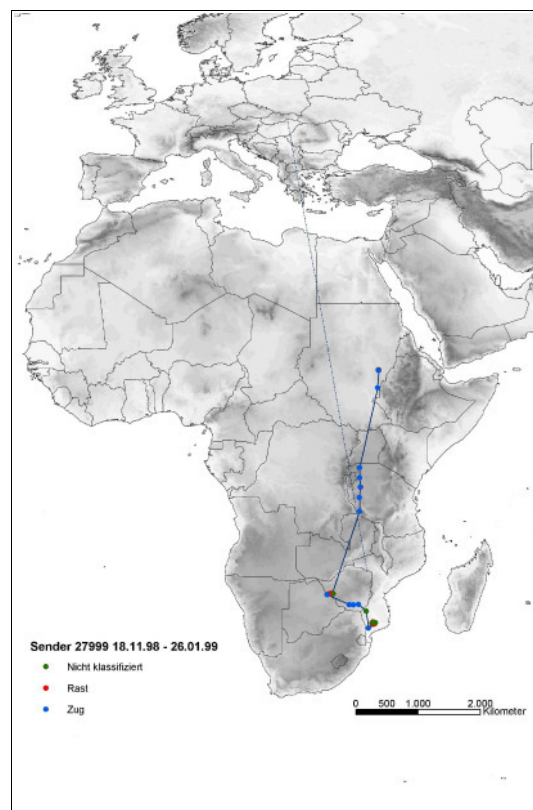 Sender 27999 18.11.98 - 26.01.99
Nicht klassifiziert
Rast
Zug
0 500 1.000 2.000
Kilometer